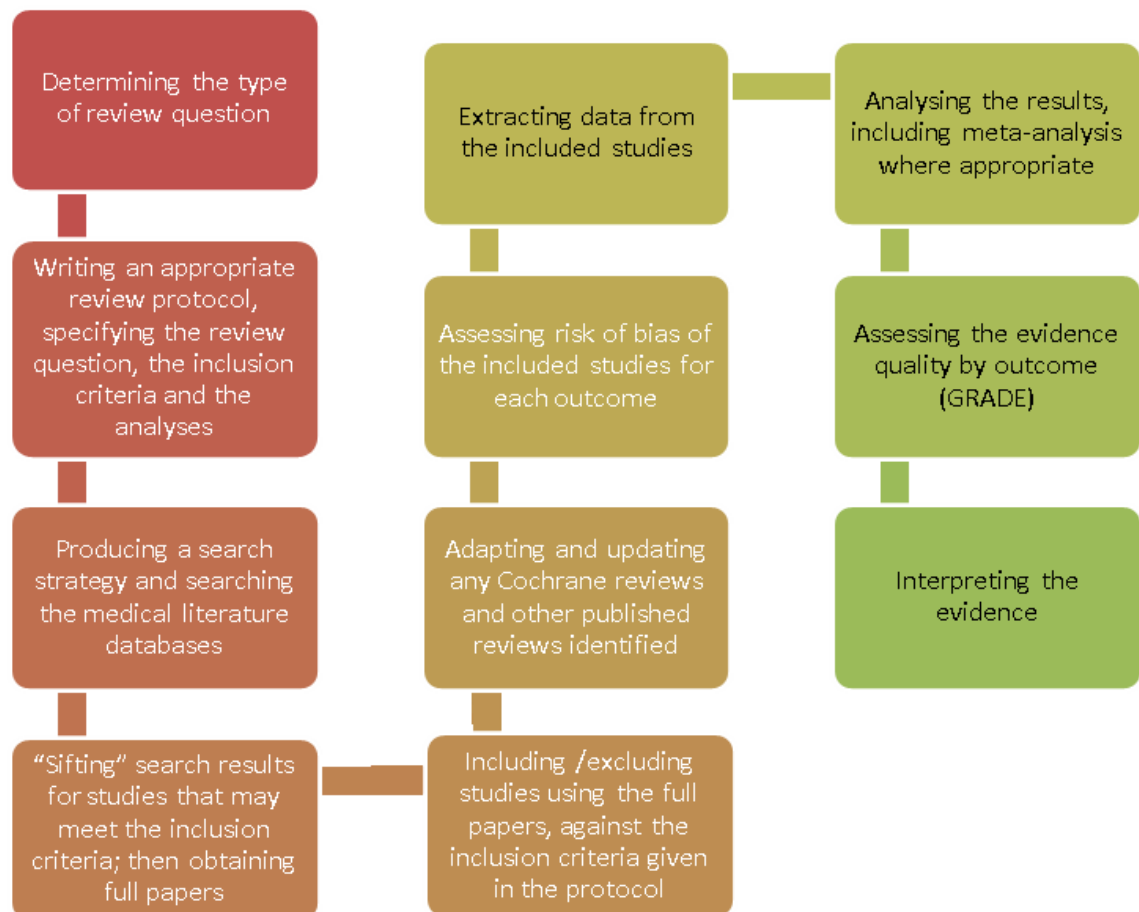 Determining the type
of review question
Writing an appropriate
review protocol,
specifying the review
question, the inclusion
criteria and the
analyses
Producing a search
strategy and searching
the medical literature
databases
“Sifting” search results
for studies that may
meet the inclusion
criteria; then obtaining
full papers
Including /excluding
studies using the full
papers, against the
inclusion criteria given
in the protocol
Adapting and updating
any Cochrane reviews
and other published
reviews identified
Assessing risk of bias of
the included studies for
each outcome
Extracting data from
the included studies
Analysing the results,
including meta-analysis
where appropriate
Assessing the evidence
quality by outcome
(GRADE)
Interpreting the
evidence